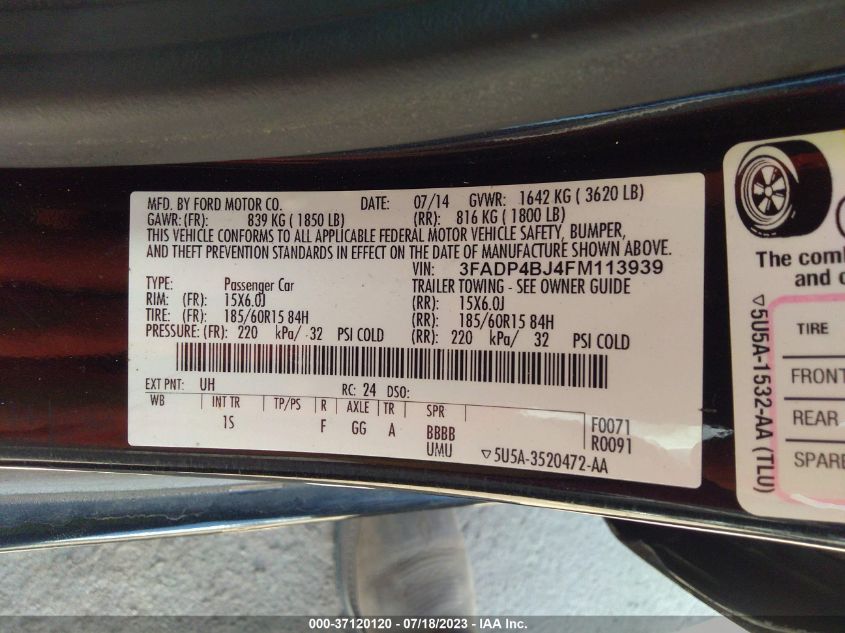 MFD. BY FORD MOTOR CO. DATE: 07/14 GVWR: 1642 KG ( 3620 LB)
GAWR: (FR): 839 KG ( 1850 LB) (RR): 816 KG ( 1800 LB)
THIS VEHICLE CONFORMS TO ALL APPLICABLE FEDERAL MOTOR VEHICLE SAFETY, BUMPER,
AND THEFT PREVENTION STANDARDS IN EFFECT ON THE DATE OF MANUFACTURE SHOWN ABOVE.
VIN: 3FADP4BJ4FM113939
TYPE: Passenger Car TRAILER TOWING - SEE OWNER GUIDE
RIM: (FR): 15X6.0J (RR): 15X6.0J
TIRE: (FR): 185/60R15 84H (RR): 185/60R15 84H
PRESSURE: (FR): 220 kPa/ 32 PSI COLD (RR): 220 kPa/ 32 PSI COLD
EXT PNT: UH RC: 24 DSO:
WB INT TR TP/PS R AXLE TR SPR
1S F GG A BBBB F0071
UMU R0091
▽5U5A-3520472-AA
The com
and
TIRE
FRONT
REAR
SPARE
▽5U5A-1532-AA (TLU)
000-37120120 - 07/18/2023 - IAA Inc.